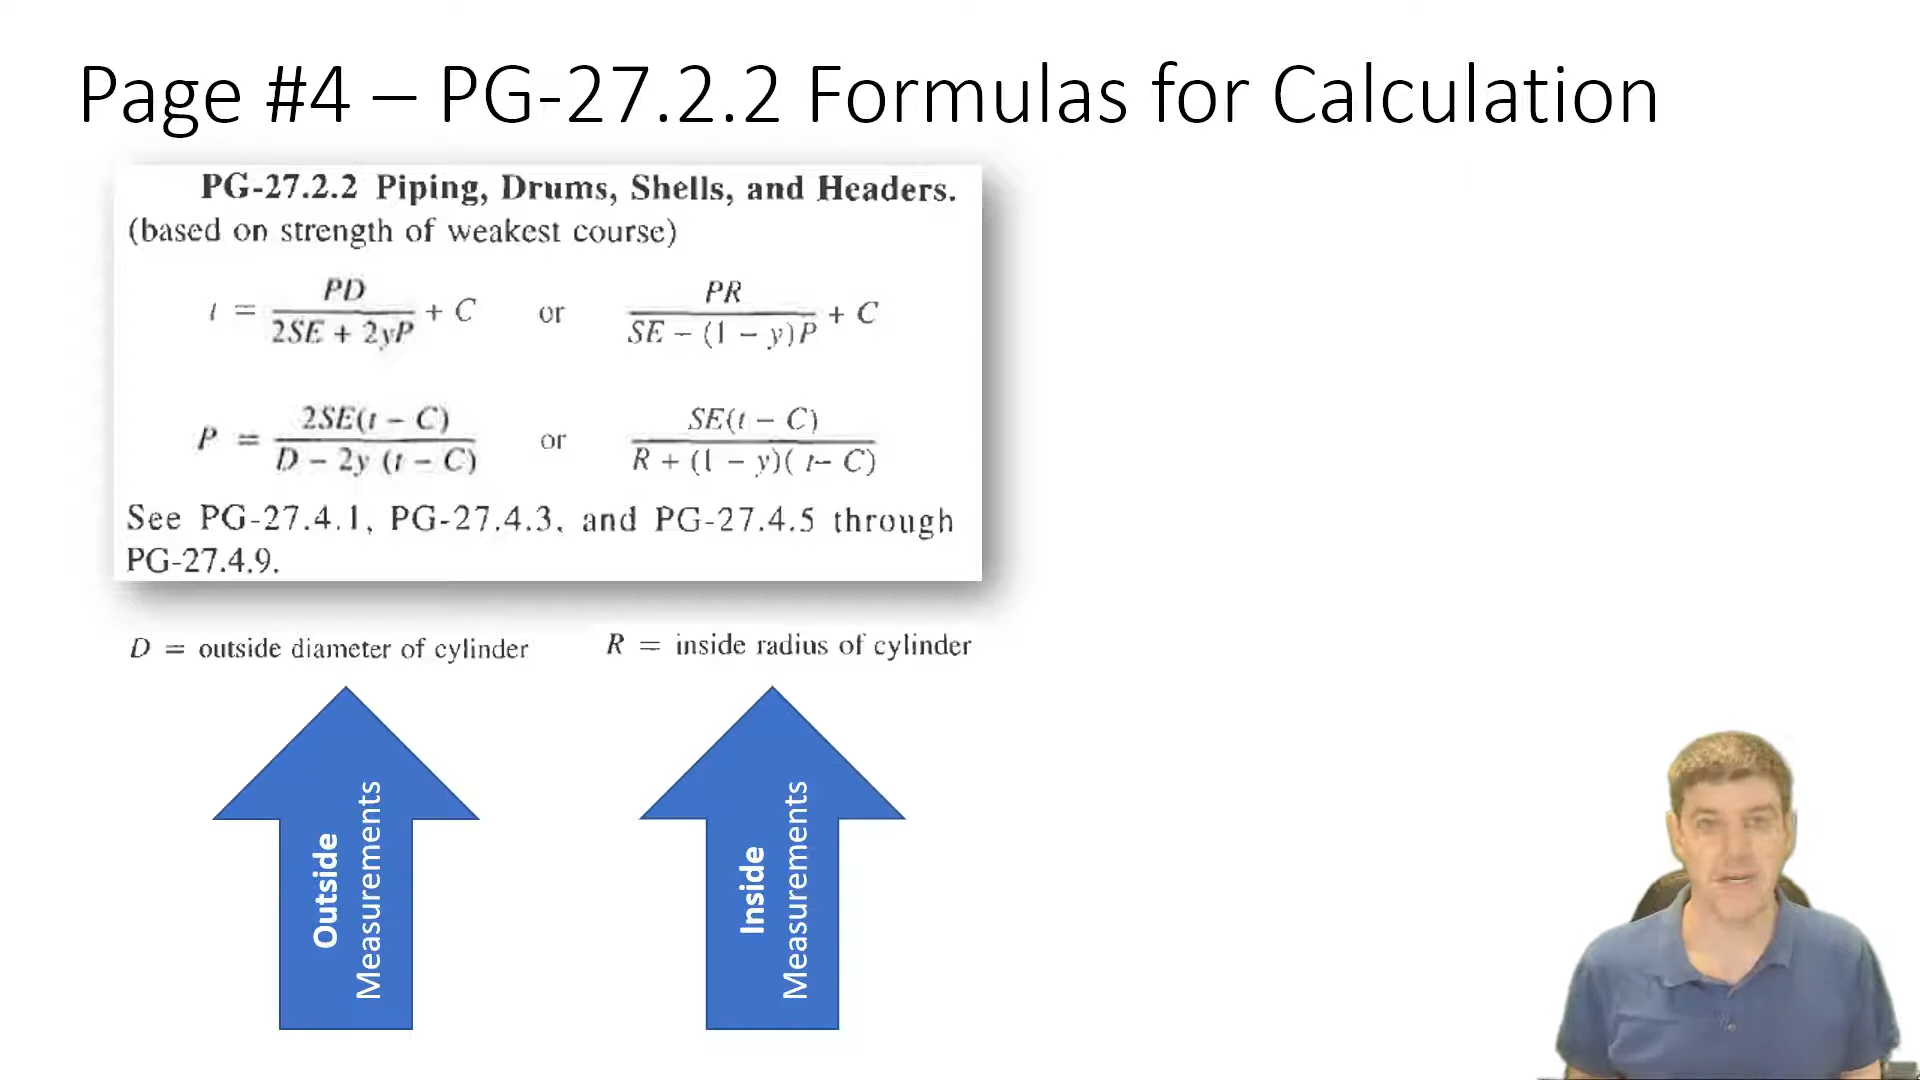 Page #4 – PG-27.2.2 Formulas for Calculation
PG-27.2.2 Piping, Drums, Shells, and Headers.
(based on strength of weakest course)
t = PD / 2SE + 2yP + C or PR / SE − (1 − y)P + C
P = 2SE(t − C) / D − 2y (t − C) or SE(t − C) / R + (1 − y)( t− C)
See PG-27.4.1, PG-27.4.3, and PG-27.4.5 through
PG-27.4.9.
D = outside diameter of cylinder
R = inside radius of cylinder
Outside
Measurements
Inside
Measurements